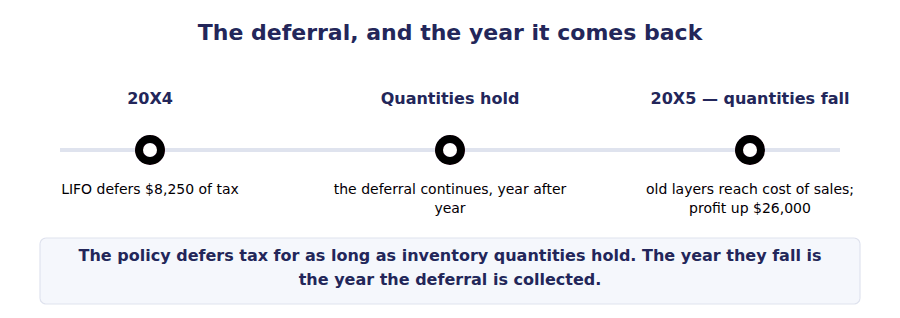 The deferral, and the year it comes back
20X4
Quantities hold
20X5 — quantities fall
LIFO defers $8,250 of tax
the deferral continues, year after
year
old layers reach cost of sales;
profit up $26,000
The policy defers tax for as long as inventory quantities hold. The year they fall is
the year the deferral is collected.